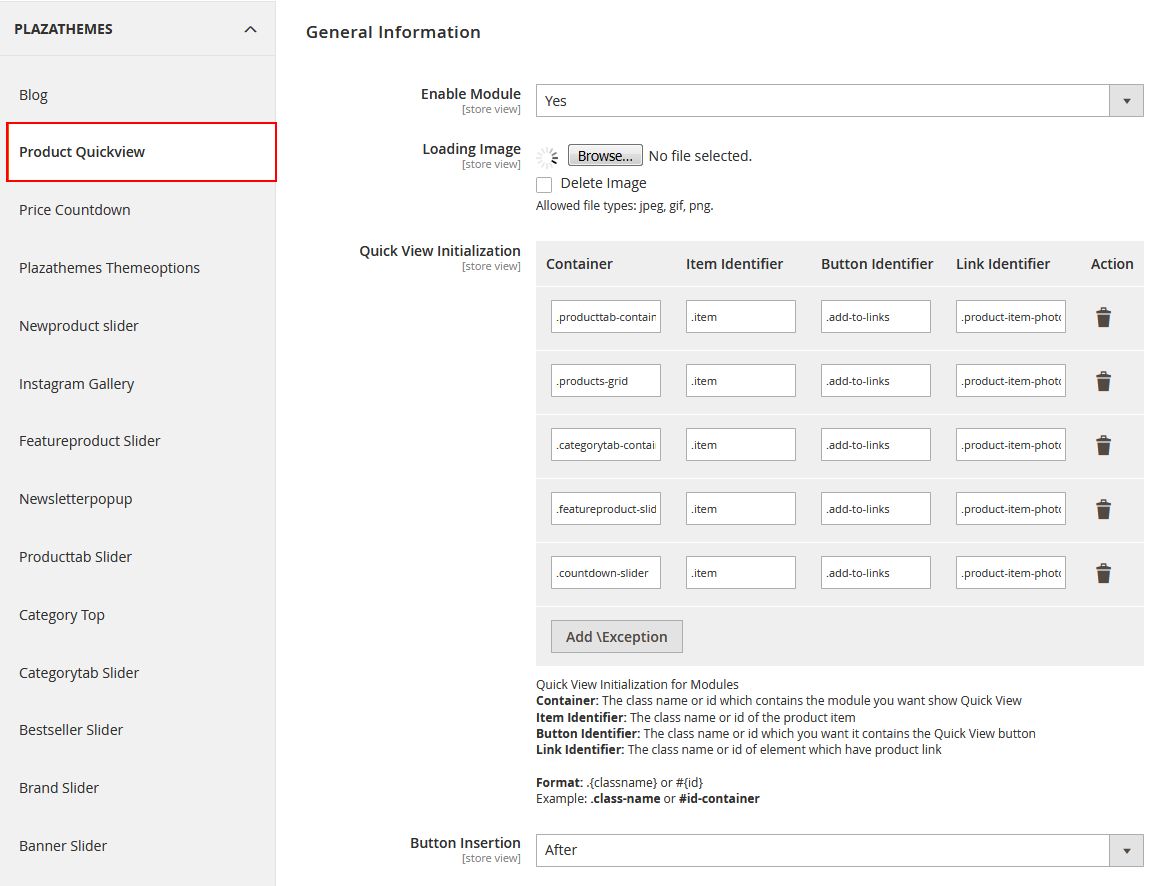 PLAZATHEMES
Blog
Product Quickview
Price Countdown
Plazathemes Themeoptions
Newproduct slider
Instagram Gallery
Featureproduct Slider
Newsletterpopup
Producttab Slider
Category Top
Categorytab Slider
Bestseller Slider
Brand Slider
Banner Slider
General Information
Enable Module
[store view]
Yes
Loading Image
[store view]
Browse... No file selected.
Delete Image
Allowed file types: jpeg, gif, png.
Quick View Initialization
[store view]
Container Item Identifier Button Identifier Link Identifier Action
.producttab-contain .item .add-to-links .product-item-photo
.products-grid .item .add-to-links .product-item-photo
.categorytab-contai .item .add-to-links .product-item-photo
.featureproduct-slid .item .add-to-links .product-item-photo
.countdown-slider .item .add-to-links .product-item-photo
Add \Exception
Quick View Initialization for Modules
Container: The class name or id which contains the module you want show Quick View
Item Identifier: The class name or id of the product item
Button Identifier: The class name or id which you want it contains the Quick View button
Link Identifier: The class name or id of element which have product link
Format: .{classname} or #{id}
Example: .class-name or #id-container
Button Insertion
[store view]
After